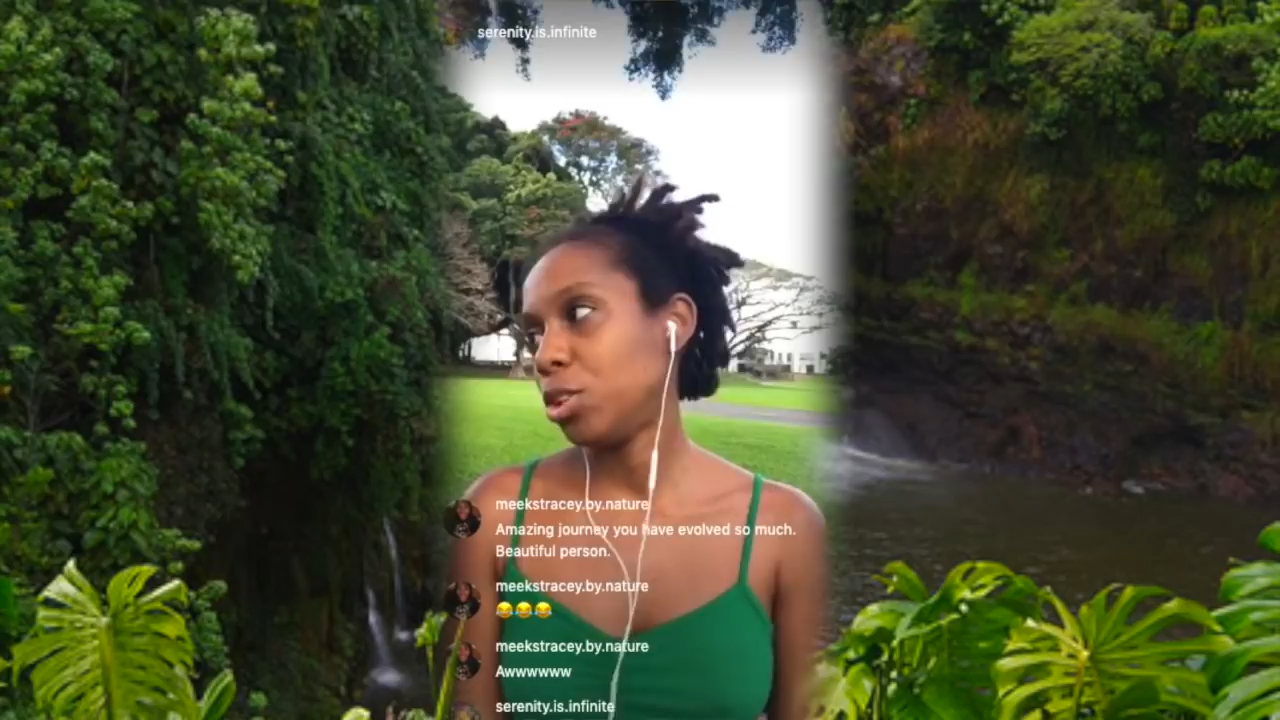 serenity.is.infinite
meekstracey.by.nature
Amazing journey you have evolved so much.
Beautiful person.
meekstracey.by.nature
😂😂😂
meekstracey.by.nature
Awwwwww
serenity.is.infinite